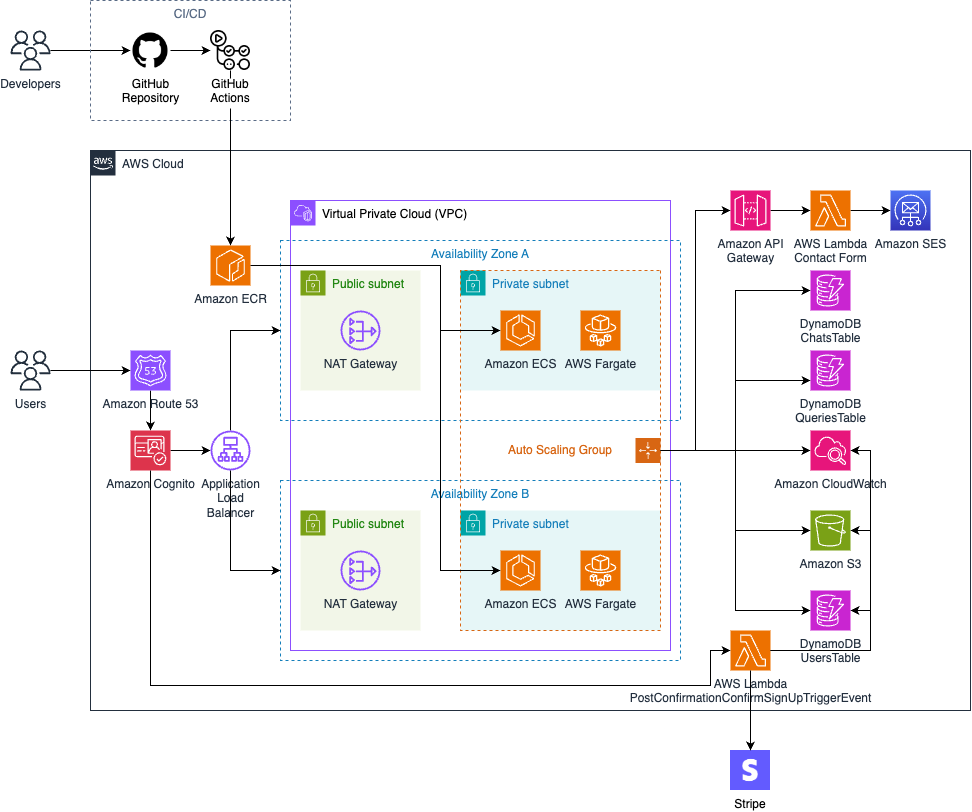 CI/CD
Developers
GitHub
Repository
GitHub
Actions
aws
AWS Cloud
Virtual Private Cloud (VPC)
Amazon API
Gateway
AWS Lambda
Contact Form
Amazon SES
Availability Zone A
Amazon ECR
Public subnet
Private subnet
NAT Gateway
Amazon ECS
AWS Fargate
DynamoDB
ChatsTable
Users
53
Amazon Route 53
DynamoDB
QueriesTable
Auto Scaling Group
Amazon Cognito
Application
Load
Balancer
Amazon CloudWatch
Availability Zone B
Public subnet
Private subnet
NAT Gateway
Amazon ECS
AWS Fargate
Amazon S3
DynamoDB
UsersTable
AWS Lambda
PostConfirmationConfirmSignUpTriggerEvent
S
Stripe